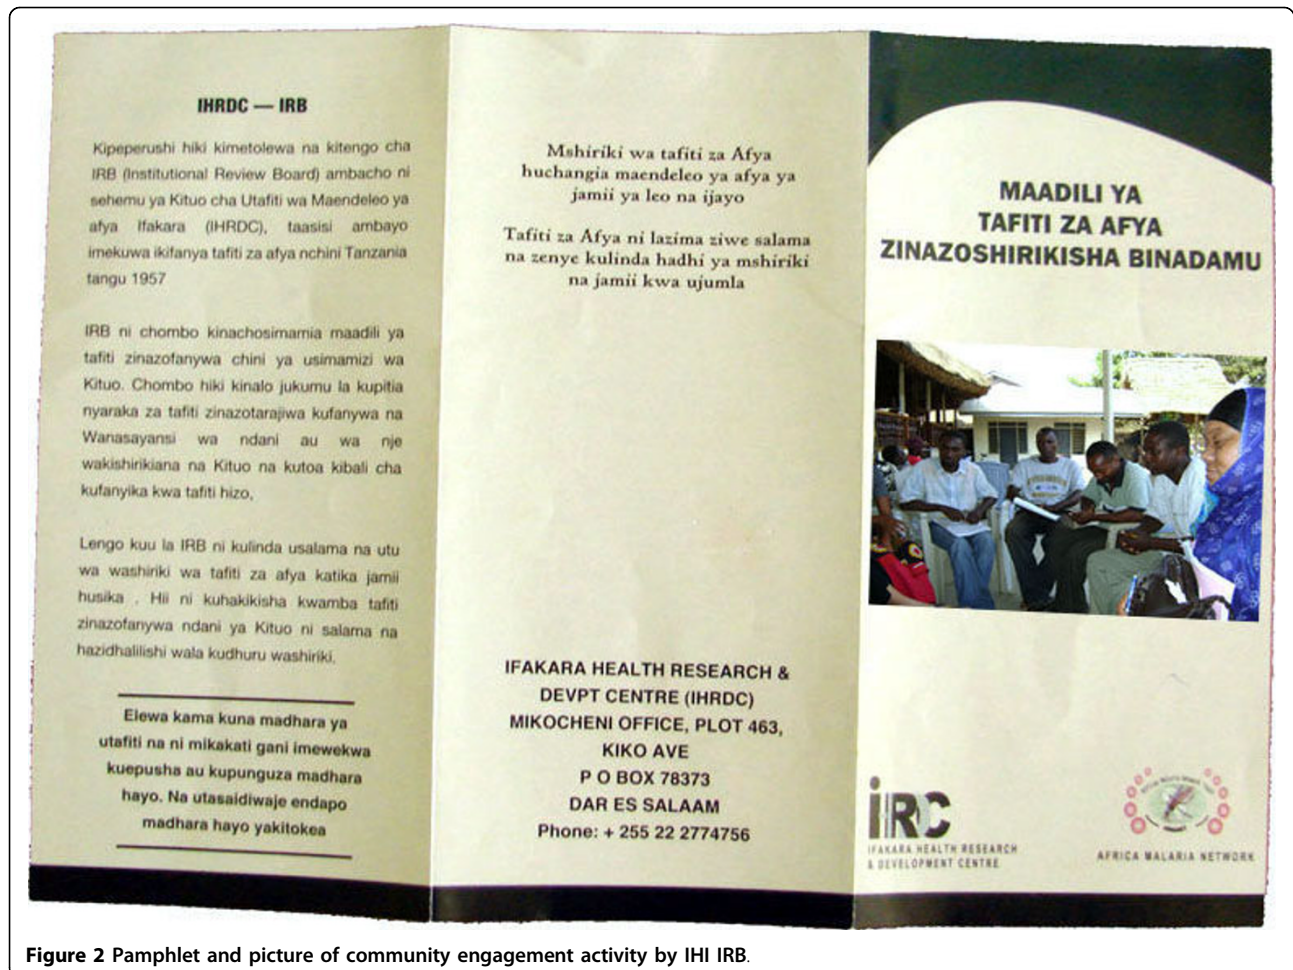 IHRDC — IRB
Kipeperushi hiki kimetolewa na kitengo cha
IRB (Institutional Review Board) ambacho ni
sehemu ya Kituo cha Utafiti wa Maendeleo ya
afya Ifakara (IHRDC), taasisi ambayo
imekuwa ikifanya tafiti za afya nchini Tanzania
tangu 1957
IRB ni chombo kinachosimamia maadili ya
tafiti zinazofanywa chini ya usimamizi wa
Kituo. Chombo hiki kinalo jukumu la kupitia
nyaraka za tafiti zinazotarajiwa kufanywa na
Wanasayansi wa ndani au wa nje
wakishirikiana na Kituo na kutoa kibali cha
kufanyika kwa tafiti hizo,
Lengo kuu la IRB ni kulinda usalama na utu
wa washiriki wa tafiti za afya katika jamii
husika . Hii ni kuhakikisha kwamba tafiti
zinazofanywa ndani ya Kituo ni salama na
hazidhalilishi wala kudhuru washiriki.
Elewa kama kuna madhara ya
utafiti na ni mikakati gani imewekwa
kuepusha au kupunguza madhara
hayo. Na utasaidiwaje endapo
madhara hayo yakitokea
Mshiriki wa tafiti za Afya
huchangia maendeleo ya afya ya
jamii ya leo na ijayo
Tafiti za Afya ni lazima ziwe salama
na zenye kulinda hadhi ya mshiriki
na jamii kwa ujumla
IFAKARA HEALTH RESEARCH &
DEVPT CENTRE (IHRDC)
MIKOCHENI OFFICE, PLOT 463,
KIKO AVE
P O BOX 78373
DAR ES SALAAM
Phone: + 255 22 2774756
MAADILI YA
TAFITI ZA AFYA
ZINAZOSHIRIKISHA BINADAMU
IFAKARA HEALTH RESEARCH
& DEVELOPMENT CENTRE
AFRICA MALARIA NETWORK
Figure 2 Pamphlet and picture of community engagement activity by IHI IRB.